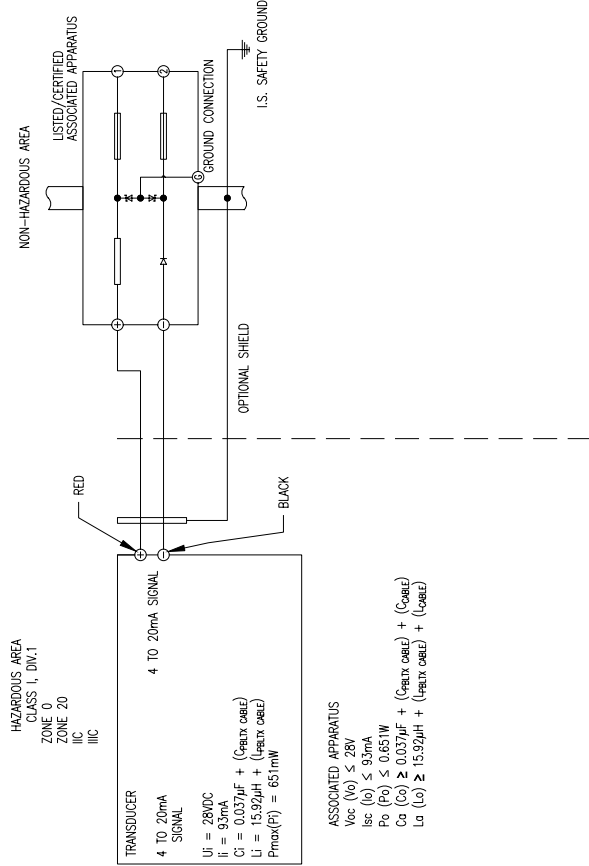 HAZARDOUS AREA
CLASS I, DIV.1
ZONE 0
ZONE 20
IIC
IIIC
NON-HAZARDOUS AREA
LISTED/CERTIFIED
ASSOCIATED APPARATUS
1
2
+
−
G
GROUND CONNECTION
I.S. SAFETY GROUND
OPTIONAL SHIELD
RED
BLACK
+
−
TRANSDUCER
4 TO 20mA
SIGNAL
4 TO 20mA SIGNAL
Ui = 28VDC
Ii = 93mA
Ci = 0.037µF + (CPBLTX CABLE)
Li = 15.92µH + (LPBLTX CABLE)
Pmax(Pi) = 651mW
ASSOCIATED APPARATUS
Voc (Vo) ≤ 28V
Isc (Io) ≤ 93mA
Po (Po) ≤ 0.651W
Ca (Co) ≥ 0.037µF + (CPBLTX CABLE) + (CCABLE)
La (Lo) ≥ 15.92µH + (LPBLTX CABLE) + (LCABLE)